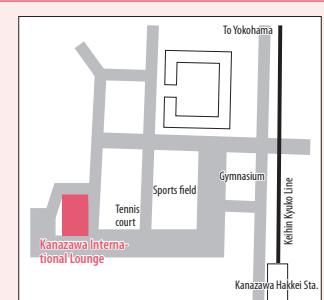 To Yokohama
Gymnasium
Keihin Kyuko Line
Sports field
Tennis
court
Kanazawa Interna-
tional Lounge
Kanazawa Hakkei Sta.